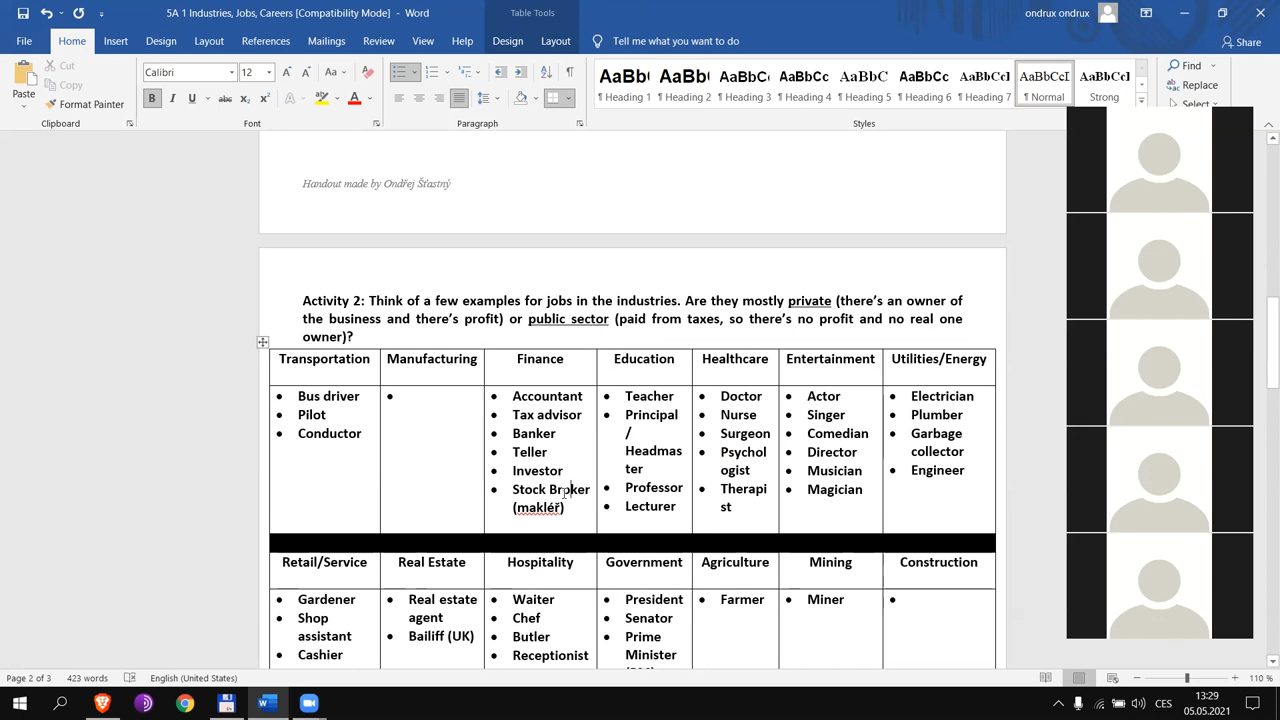 5A 1 Industries, Jobs, Careers [Compatibility Mode] - Word
Table Tools
ondrux ondrux
File Home Insert Design Layout References Mailings Review View Help Design Layout Tell me what you want to do Share
Paste
Cut
Copy
Format Painter
Clipboard
Calibri 12
Font
Paragraph
AaBbC AaBb AaBbCc AaBbCc AaBbCc AaBbCc AaBbCc AaBbCcI AaBbCcI
¶ Heading 1 ¶ Heading 2 ¶ Heading 3 ¶ Heading 4 ¶ Heading 5 ¶ Heading 6 ¶ Heading 7 ¶ Normal Strong
Styles
Find
Replace
Select
Handout made by Ondřej Šťastný
Activity 2: Think of a few examples for jobs in the industries. Are they mostly private (there's an owner of
the business and there's profit) or public sector (paid from taxes, so there's no profit and no real one
owner)?
Transportation Manufacturing Finance Education Healthcare Entertainment Utilities/Energy
• Bus driver
• Pilot
• Conductor
•
• Accountant
• Tax advisor
• Banker
• Teller
• Investor
• Stock Broker
(makléř)
• Teacher
• Principal
/
Headmas
ter
• Professor
• Lecturer
• Doctor
• Nurse
• Surgeon
• Psychol
ogist
• Therapi
st
• Actor
• Singer
• Comedian
• Director
• Musician
• Magician
• Electrician
• Plumber
• Garbage
collector
• Engineer
Retail/Service Real Estate Hospitality Government Agriculture Mining Construction
• Gardener
• Shop
assistant
• Cashier
• Real estate
agent
• Bailiff (UK)
• Waiter
• Chef
• Butler
• Receptionist
• President
• Senator
• Prime
Minister
• Farmer
• Miner
•
Page 2 of 3 423 words English (United States) 110 %
CES
13:29
05.05.2021